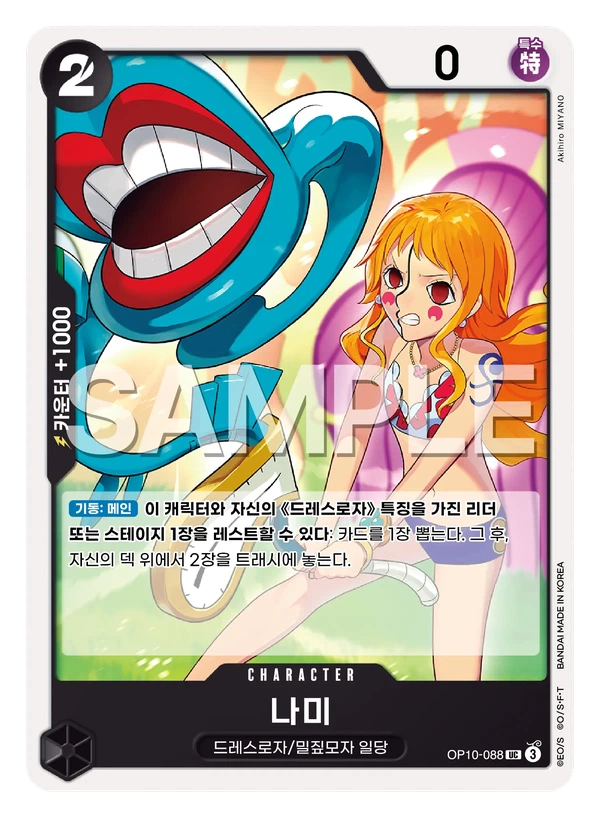 2
0
특수
特
Akihiro MIYANO
카운터 +1000
SAMPLE
기동: 메인 이 캐릭터와 자신의 《드레스로자》 특징을 가진 리더
또는 스테이지 1장을 레스트할 수 있다: 카드를 1장 뽑는다. 그 후,
자신의 덱 위에서 2장을 트래시에 놓는다.
CHARACTER
나미
드레스로자/밀짚모자 일당
OP10-088 UC 3
©EO/S ©O/S·F·T BANDAI MADE IN KOREA